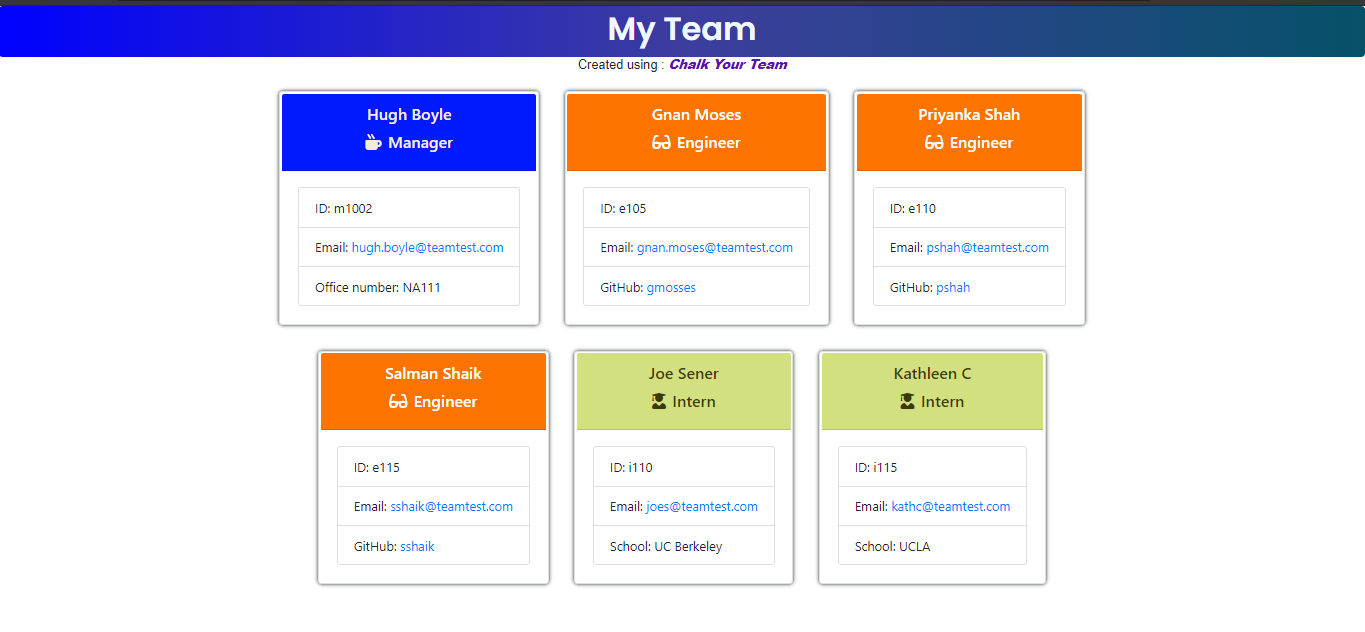 My Team
Created using : Chalk Your Team
Hugh Boyle
Manager
ID: m1002
Email: hugh.boyle@teamtest.com
Office number: NA111
Gnan Moses
Engineer
ID: e105
Email: gnan.moses@teamtest.com
GitHub: gmosses
Priyanka Shah
Engineer
ID: e110
Email: pshah@teamtest.com
GitHub: pshah
Salman Shaik
Engineer
ID: e115
Email: sshaik@teamtest.com
GitHub: sshaik
Joe Sener
Intern
ID: i110
Email: joes@teamtest.com
School: UC Berkeley
Kathleen C
Intern
ID: i115
Email: kathc@teamtest.com
School: UCLA